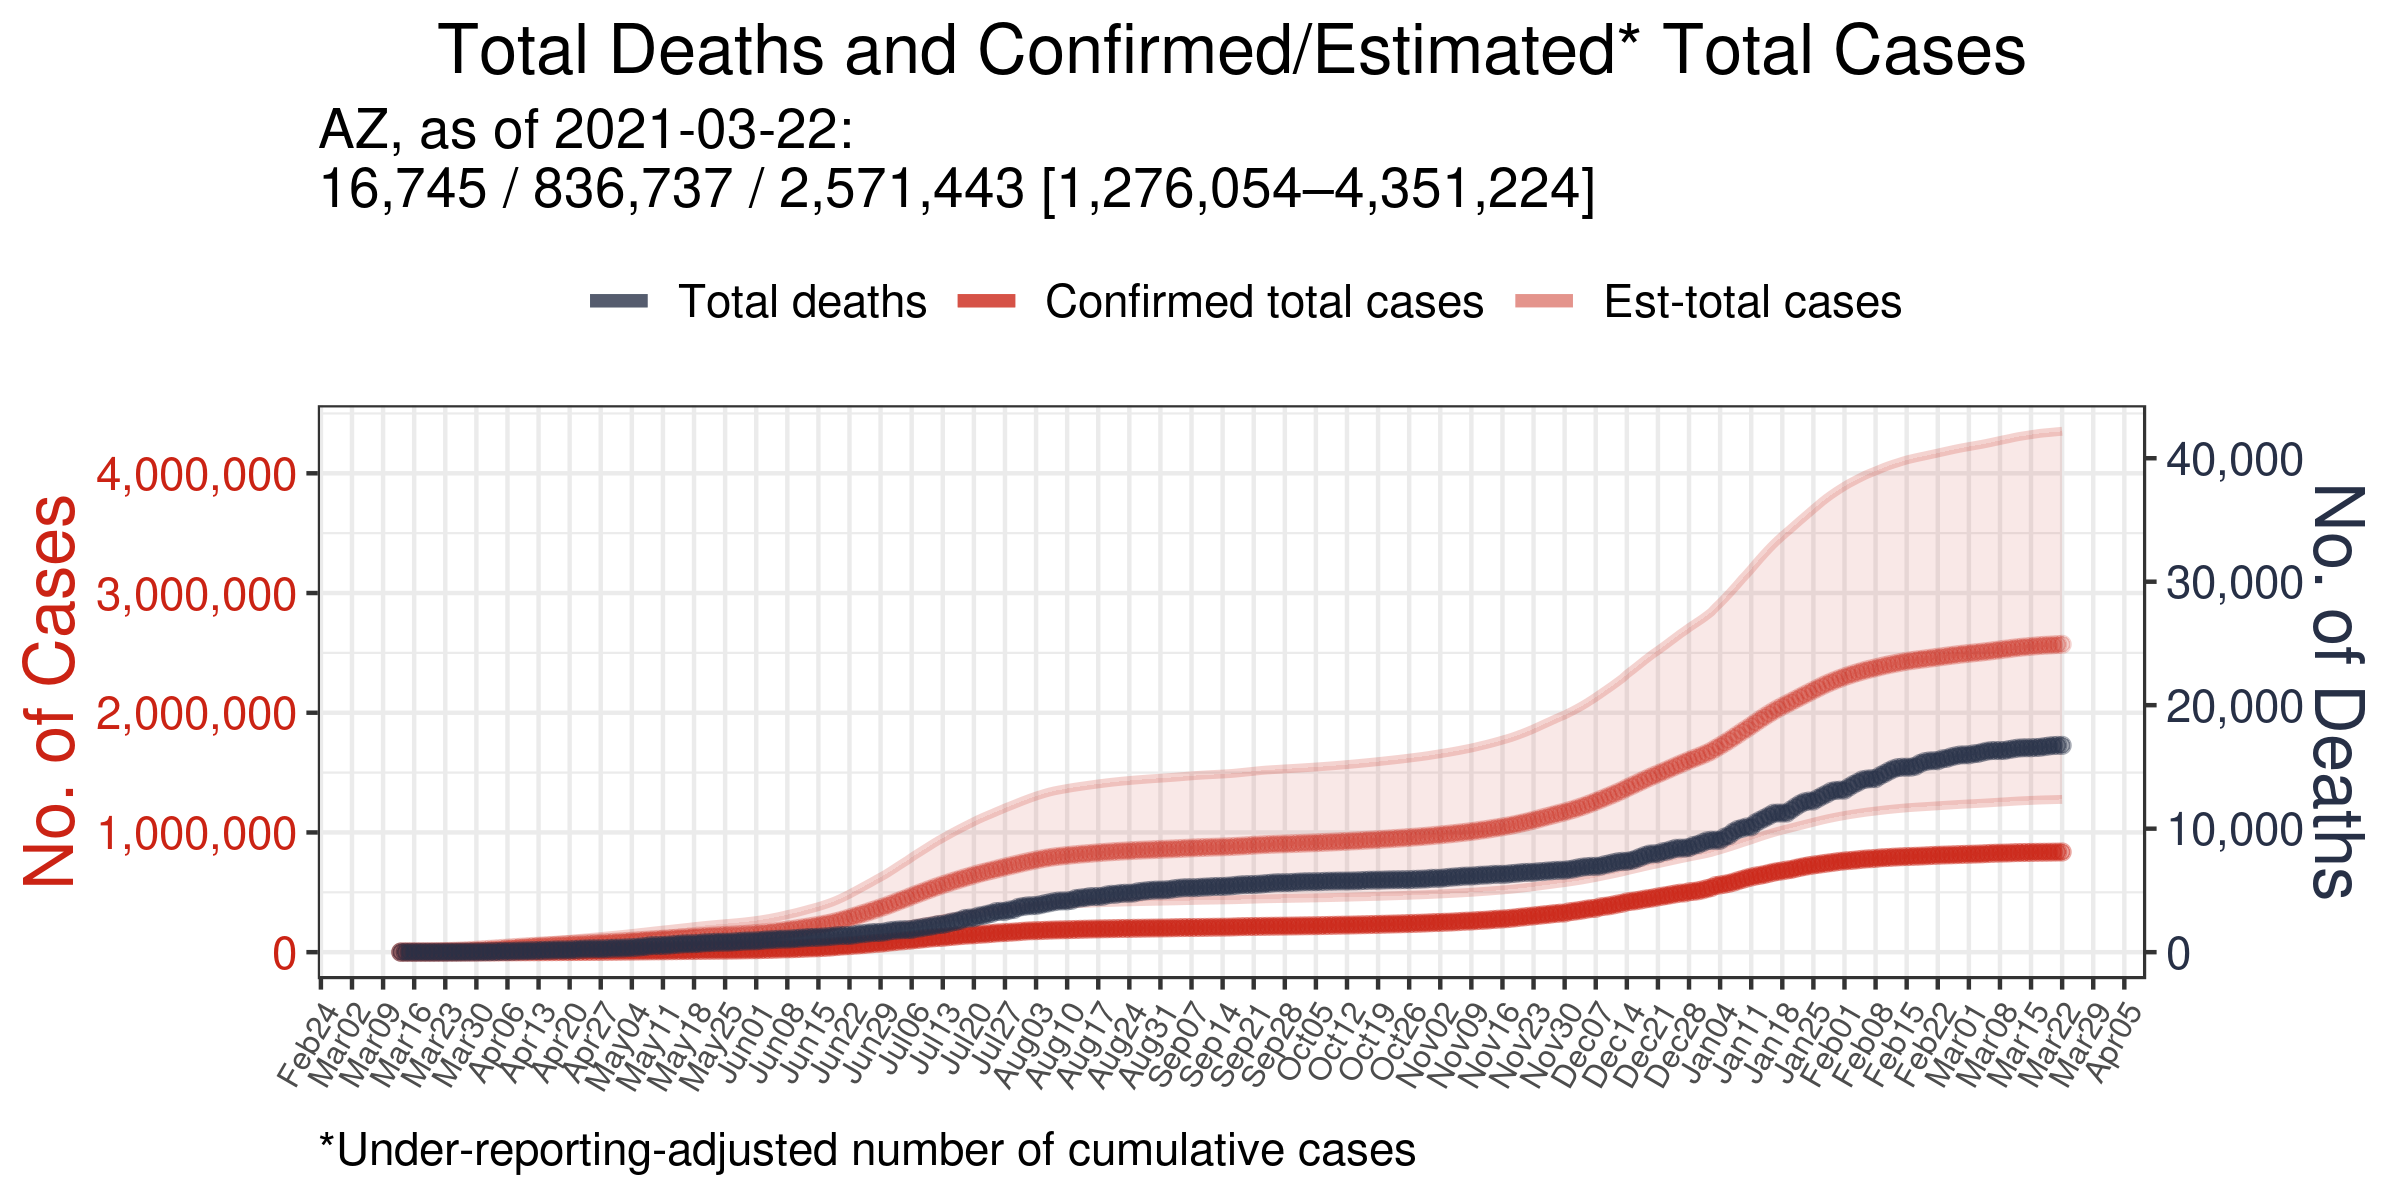 Total Deaths and Confirmed/Estimated* Total Cases
AZ, as of 2021-03-22:
16,745 / 836,737 / 2,571,443 [1,276,054–4,351,224]
Total deaths
Confirmed total cases
Est-total cases
No. of Cases
4,000,000
3,000,000
2,000,000
1,000,000
0
40,000
30,000
20,000
10,000
0
No. of Deaths
Feb24
Mar02
Mar09
Mar16
Mar23
Mar30
Apr06
Apr13
Apr20
Apr27
May04
May11
May18
May25
Jun01
Jun08
Jun15
Jun22
Jun29
Jul06
Jul13
Jul20
Jul27
Aug03
Aug10
Aug17
Aug24
Aug31
Sep07
Sep14
Sep21
Sep28
Oct05
Oct12
Oct19
Oct26
Nov02
Nov09
Nov16
Nov23
Nov30
Dec07
Dec14
Dec21
Dec28
Jan04
Jan11
Jan18
Jan25
Feb01
Feb08
Feb15
Feb22
Mar01
Mar08
Mar15
Mar22
Mar29
Apr05
*Under-reporting-adjusted number of cumulative cases